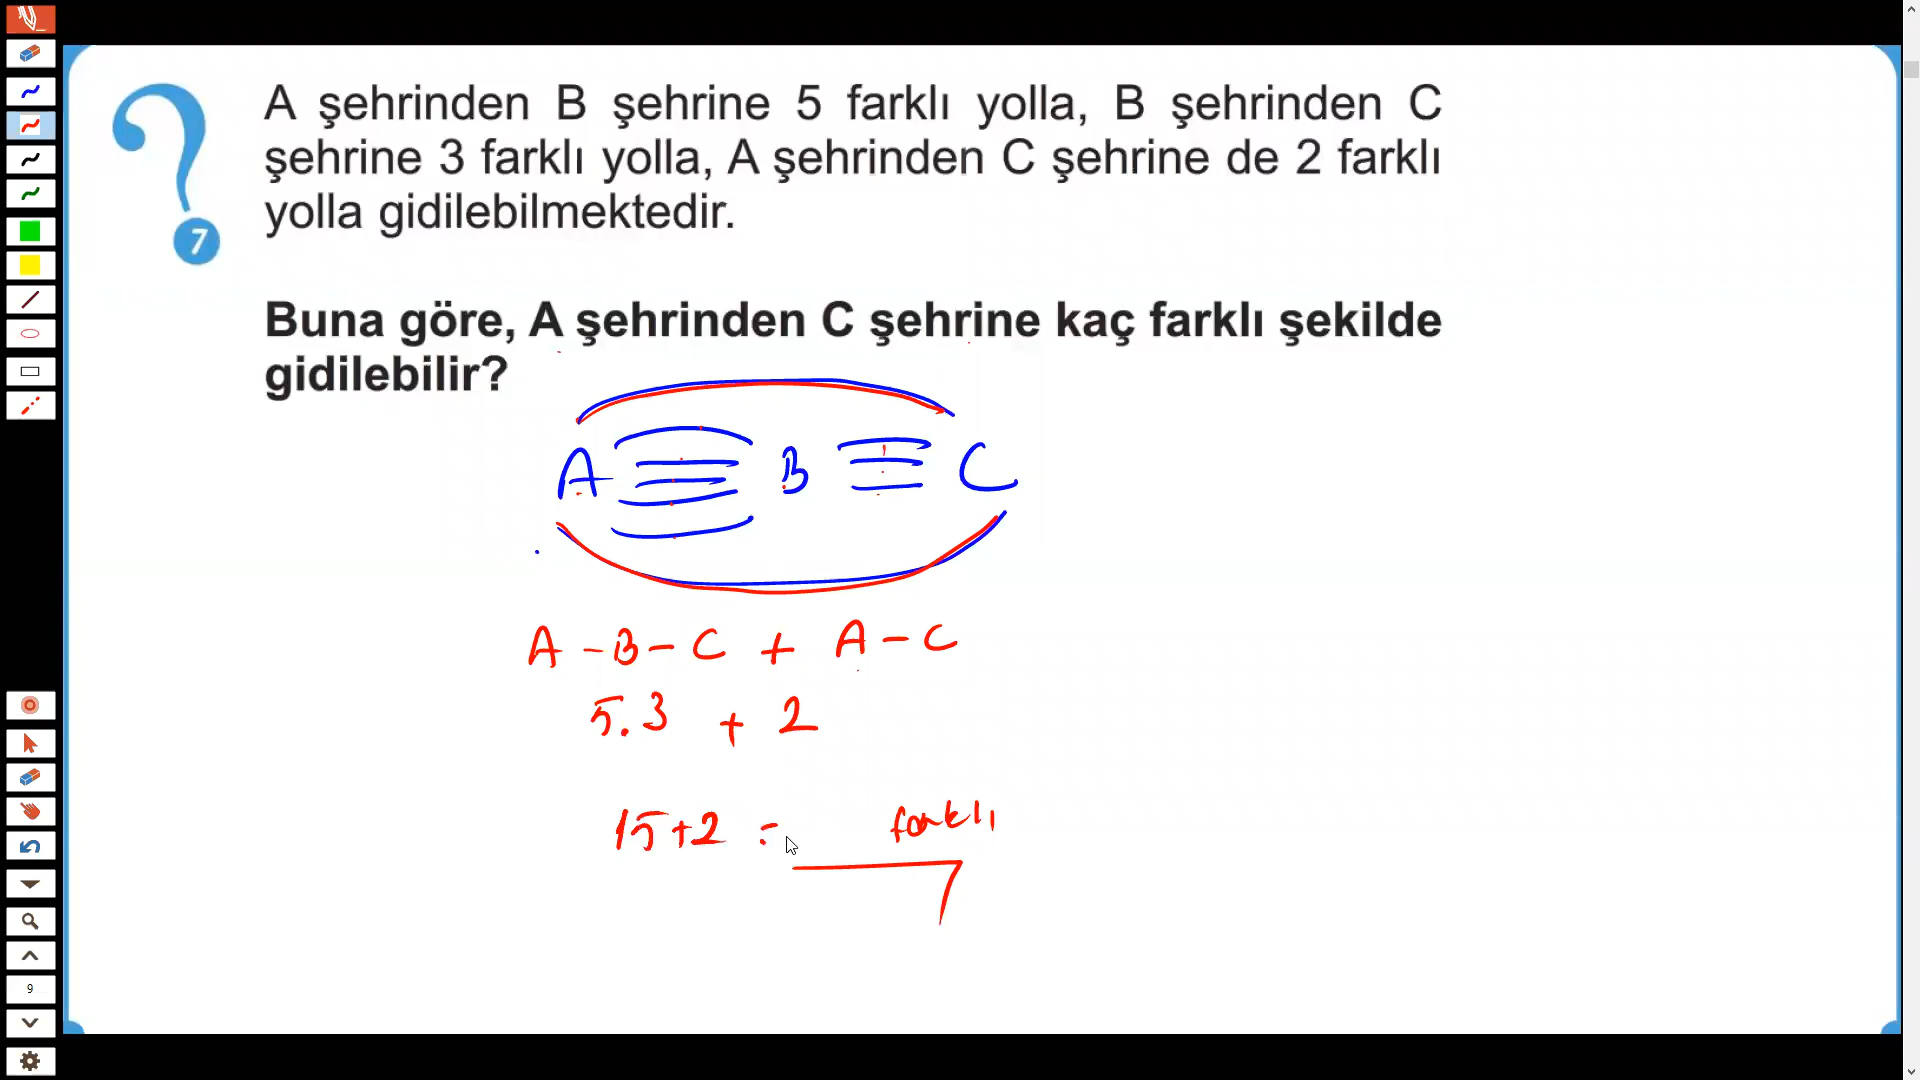 7
A şehrinden B şehrine 5 farklı yolla, B şehrinden C
şehrine 3 farklı yolla, A şehrinden C şehrine de 2 farklı
yolla gidilebilmektedir.
Buna göre, A şehrinden C şehrine kaç farklı şekilde
gidilebilir?
A B C
A - B - C + A - C
5.3 + 2
15+2 = farklı
9